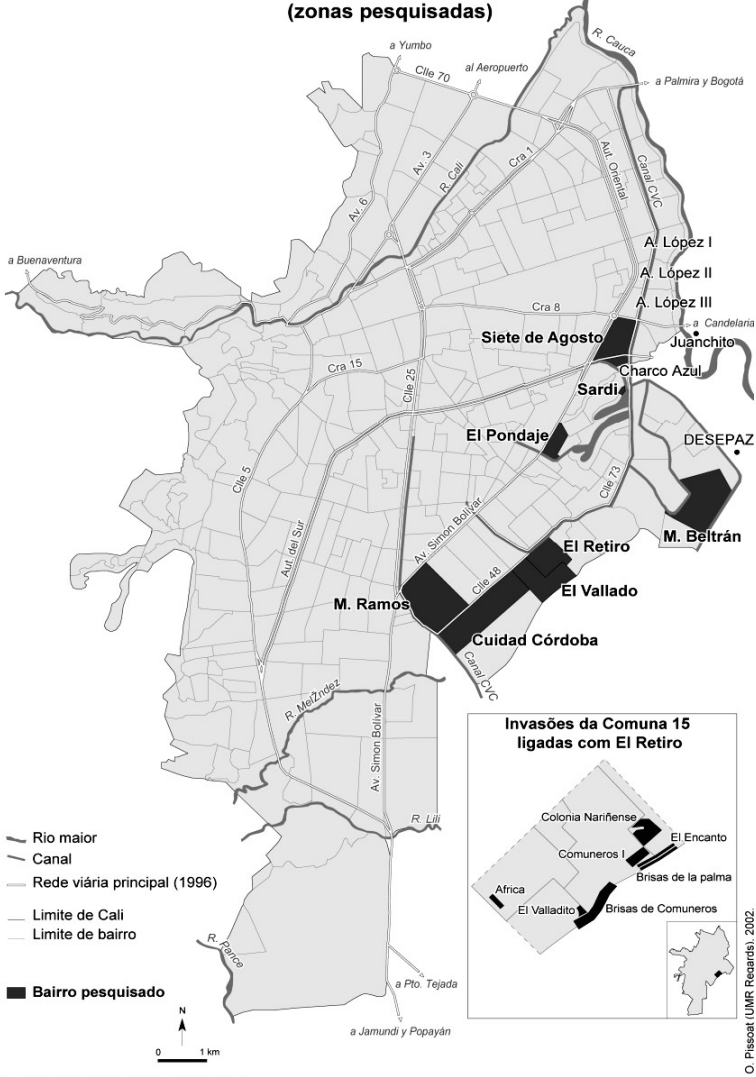 (zonas pesquisadas)
R. Cauca
a Yumbo
Clle 70
al Aeropuerto
a Palmira y Bogotá
Av. 3
R. Cali
Cra 1
Aut. Oriental
Canal CVC
Av. 6
A. López I
a Buenaventura
A. López II
A. López III
Cra 8
a Candelaria
Siete de Agosto
Juanchito
Cra 15
Clle 25
Charco Azul
Sardi
El Pondaje
DESEPAZ
Clle 5
Clle 73
Aut. del Sur
Av. Simon Bolívar
M. Beltrán
El Retiro
Clle 48
El Vallado
M. Ramos
Cuidad Córdoba
Canal CVC
R. MelŽndez
Av. Simon Bolívar
R. Lili
R. Pance
a Pto. Tejada
a Jamundi y Popayán
Invasões da Comuna 15
ligadas com El Retiro
Colonia Nariñense
El Encanto
Comuneros I
Brisas de la palma
Africa
El Valladito
Brisas de Comuneros
Rio maior
Canal
Rede viária principal (1996)
Limite de Cali
Limite de bairro
Bairro pesquisado
N
0 1 km
O. Pissoat (UMR Regards), 2002.